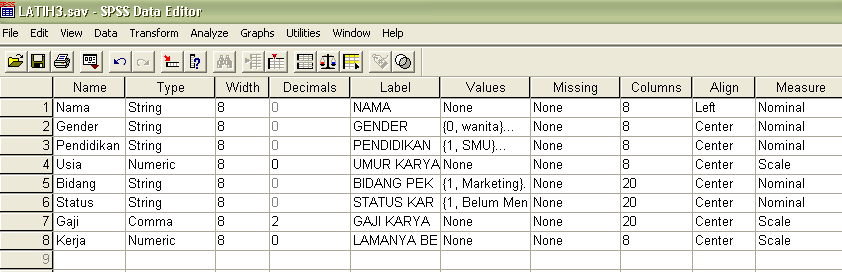 LATIH3.sav - SPSS Data Editor
File Edit View Data Transform Analyze Graphs Utilities Window Help
Name Type Width Decimals Label Values Missing Columns Align Measure
1 Nama String 8 0 NAMA None None 8 Left Nominal
2 Gender String 8 0 GENDER {0, wanita}... None 8 Center Nominal
3 Pendidikan String 8 0 PENDIDIKAN {1, SMU}... None 8 Center Nominal
4 Usia Numeric 8 0 UMUR KARYA None None 8 Center Scale
5 Bidang String 8 0 BIDANG PEK {1, Marketing}. None 20 Center Nominal
6 Status String 8 0 STATUS KAR {1, Belum Men None 20 Center Nominal
7 Gaji Comma 8 2 GAJI KARYA None None 20 Center Scale
8 Kerja Numeric 8 0 LAMANYA BE None None 8 Center Scale
9